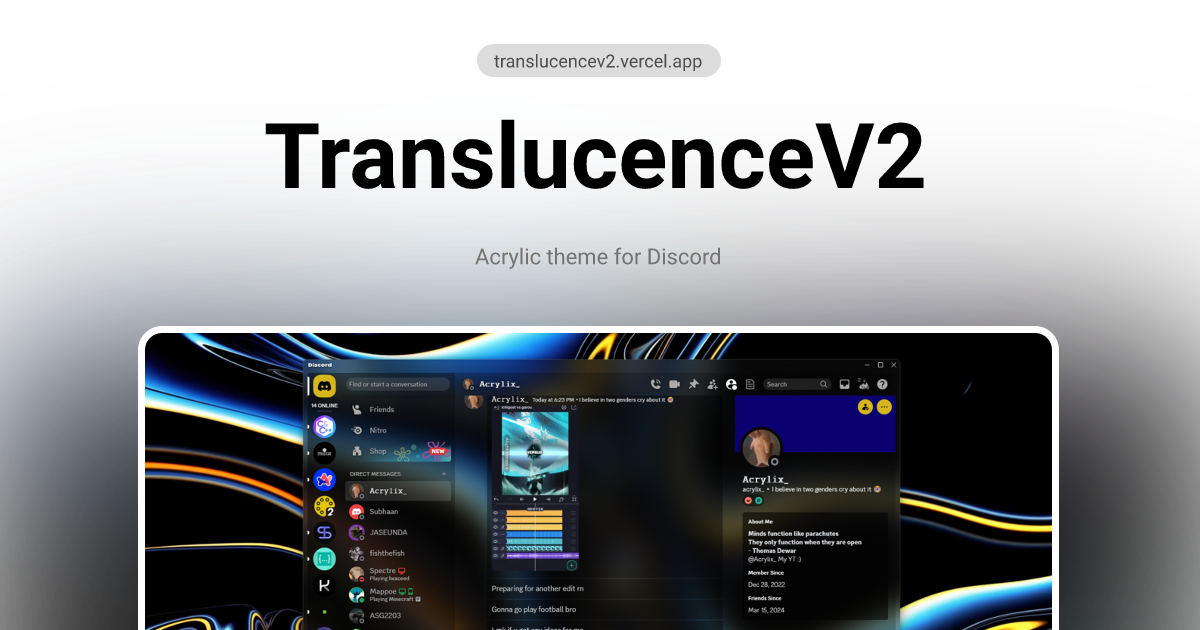 translucencev2.vercel.app
TranslucenceV2
Acrylic theme for Discord
Discord
Find or start a conversation
Acrylix_
Search
14 ONLINE
Friends
Nitro
Shop
NEW
DIRECT MESSAGES
Acrylix_
Subhaan
JASEUNDA
fishthefish
Spectre
Playing beaceed
Mappoe
Playing Minecraft
ASG2203
2
Acrylix_ Today at 6:23 PM • I believe in two genders cry about it
Preparing for another edit rn
Gonna go play football bro
Acrylix_
acrylix_ • I believe in two genders cry about it
About Me
Minds function like parachutes
They only function when they are open
- Thomas Dewar
@Acrylix_ My YT :)
Member Since
Dec 28, 2022
Friends Since
Mar 15, 2024